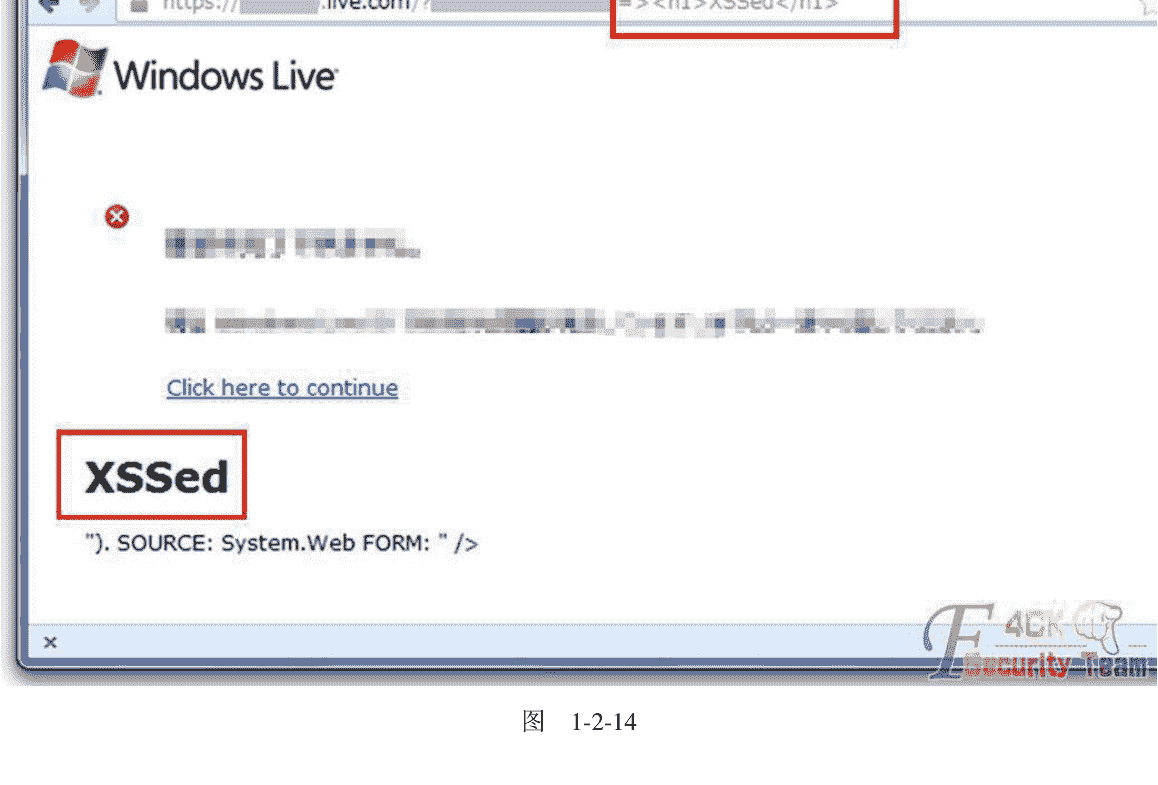 https:// .live.com/? =><h1>XSSed</h1>
Windows Live
Click here to continue
XSSed
"). SOURCE: System.Web FORM: " />
F4CK
Security Team
图 1-2-14